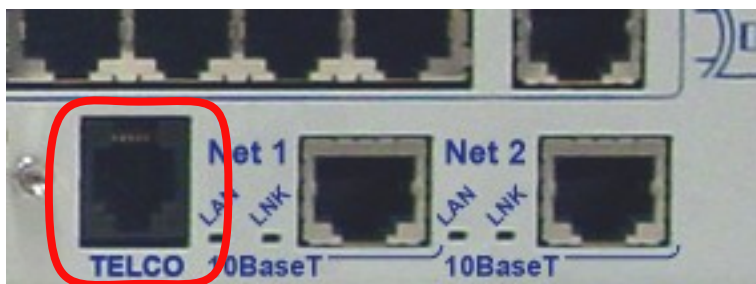 Net 1
Net 2
LAN
LNK
LAN
LNK
TELCO
10BaseT
10BaseT